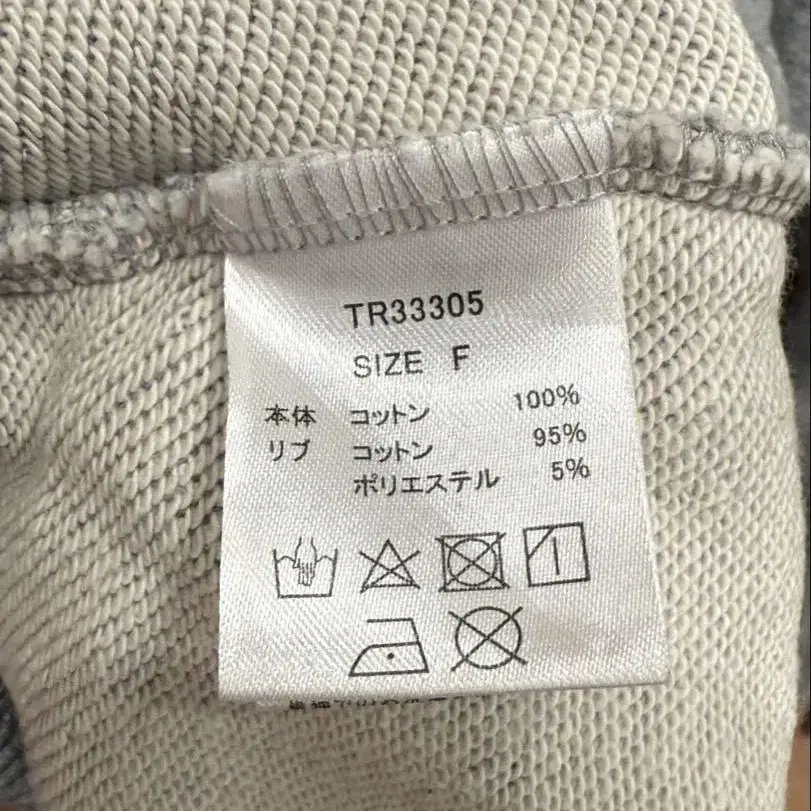 TR33305
SIZE F
本体 コットン 100%
リブ コットン 95%
ポリエステル 5%